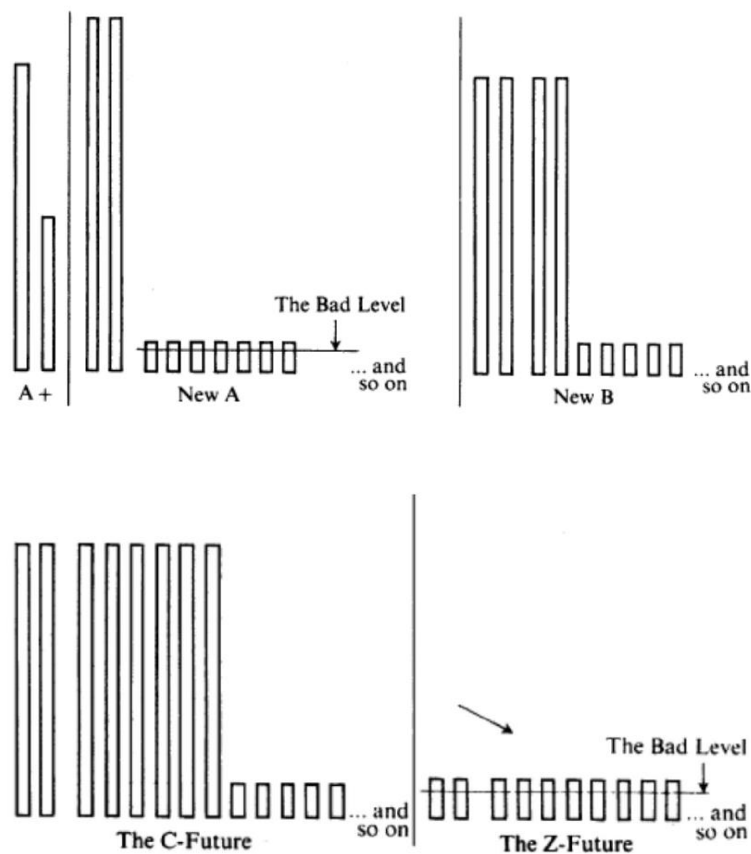 The Bad Level
... and
so on
A +
New A
... and
so on
New B
The Bad Level
... and
so on
The C-Future
... and
so on
The Z-Future